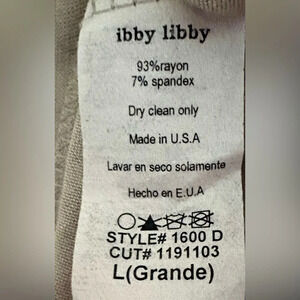 ibby libby
93%rayon
7% spandex
Dry clean only
Made in U.S.A
Lavar en seco solamente
Hecho en E.U.A
STYLE# 1600 D
CUT# 1191103
L(Grande)